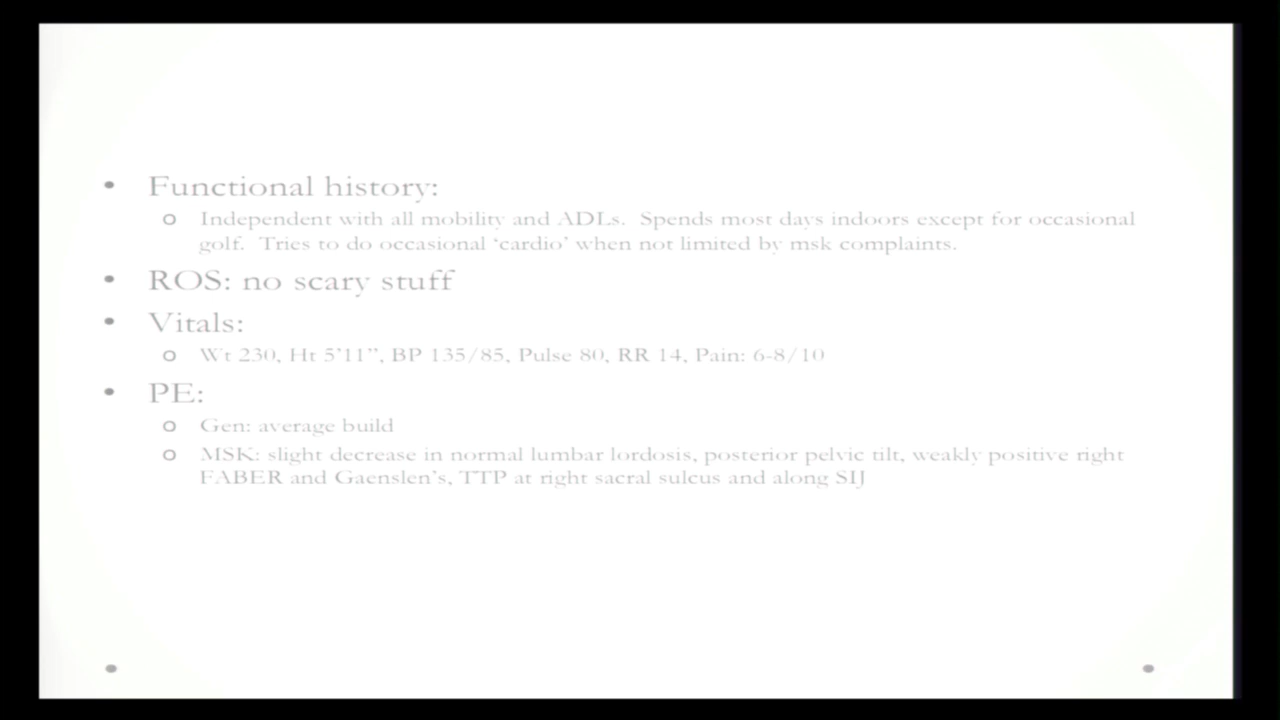 • Functional history:
o Independent with all mobility and ADLs. Spends most days indoors except for occasional
golf. Tries to do occasional ‘cardio’ when not limited by msk complaints.
• ROS: no scary stuff
• Vitals:
o Wt 230, Ht 5’11”, BP 135/85, Pulse 80, RR 14, Pain: 6-8/10
• PE:
o Gen: average build
o MSK: slight decrease in normal lumbar lordosis, posterior pelvic tilt, weakly positive right
FABER and Gaenslen’s, TTP at right sacral sulcus and along SIJ